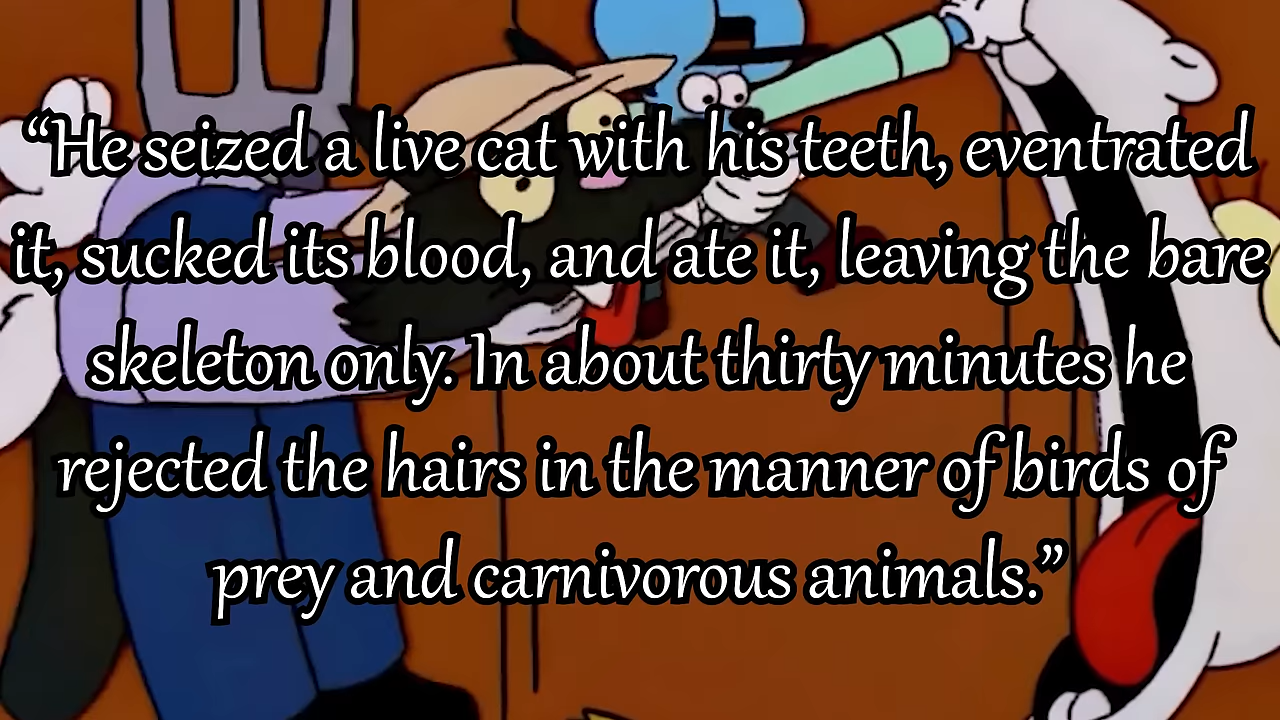 “He seized a live cat with his teeth, eventrated
it, sucked its blood, and ate it, leaving the bare
skeleton only. In about thirty minutes he
rejected the hairs in the manner of birds of
prey and carnivorous animals.”